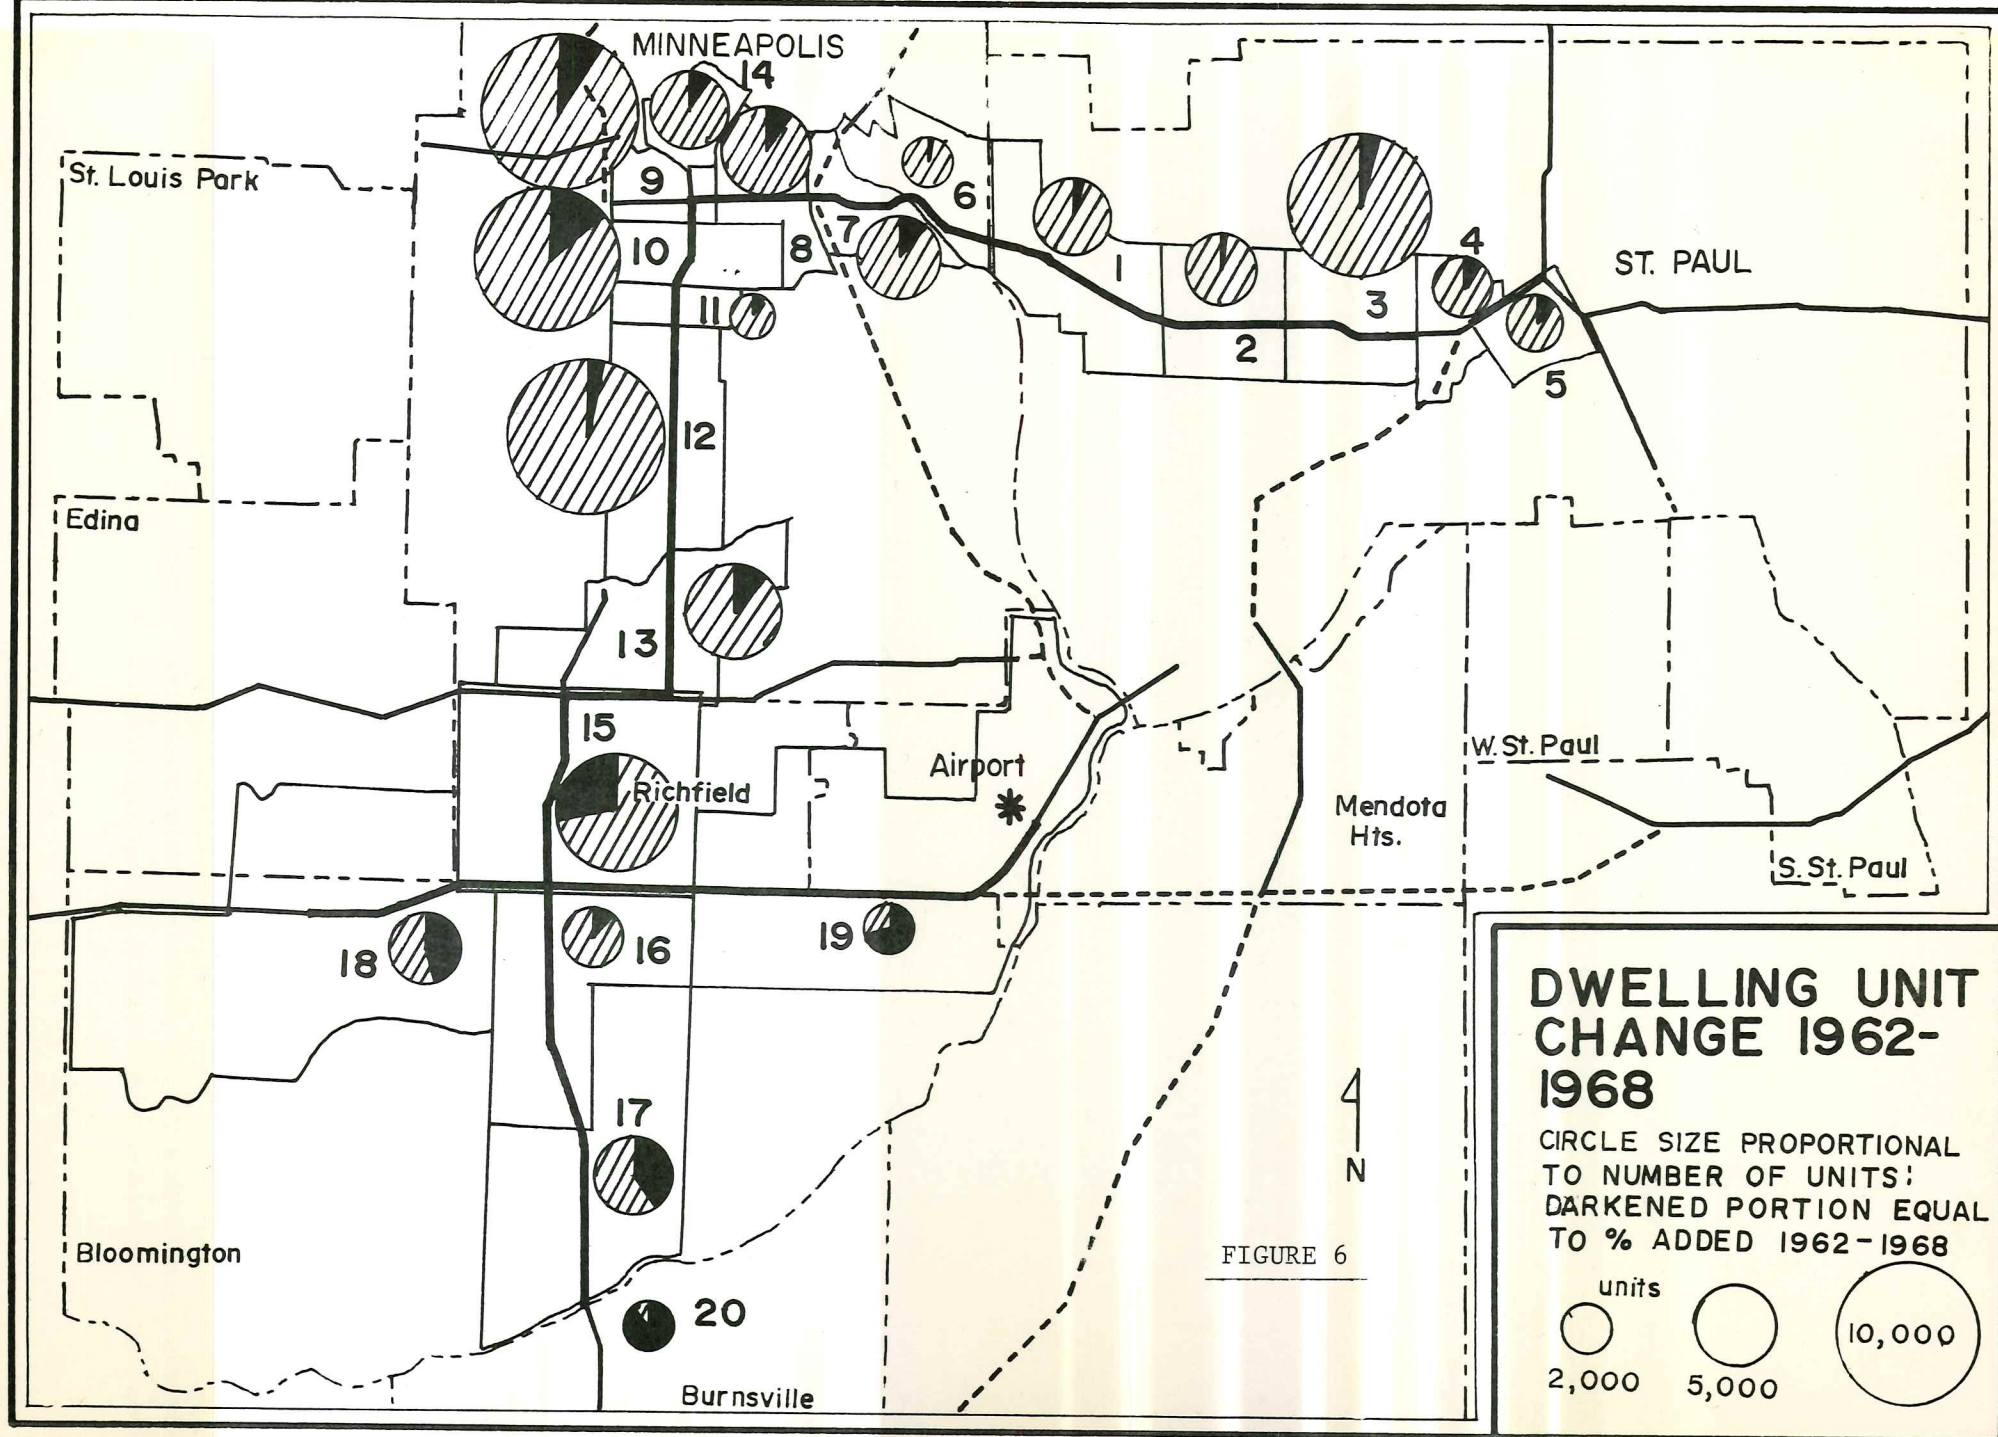 MINNEAPOLIS
14
St. Louis Park
9
6
10
8
7
1
4
ST. PAUL
11
3
2
5
12
Edina
13
15
Richfield
Airport
W. St. Paul
Mendota
Hts.
S. St. Paul
18
16
19
17
Bloomington
20
Burnsville
N
FIGURE 6
DWELLING UNIT
CHANGE 1962-
1968
CIRCLE SIZE PROPORTIONAL
TO NUMBER OF UNITS:
DARKENED PORTION EQUAL
TO % ADDED 1962-1968
units
2,000
5,000
10,000